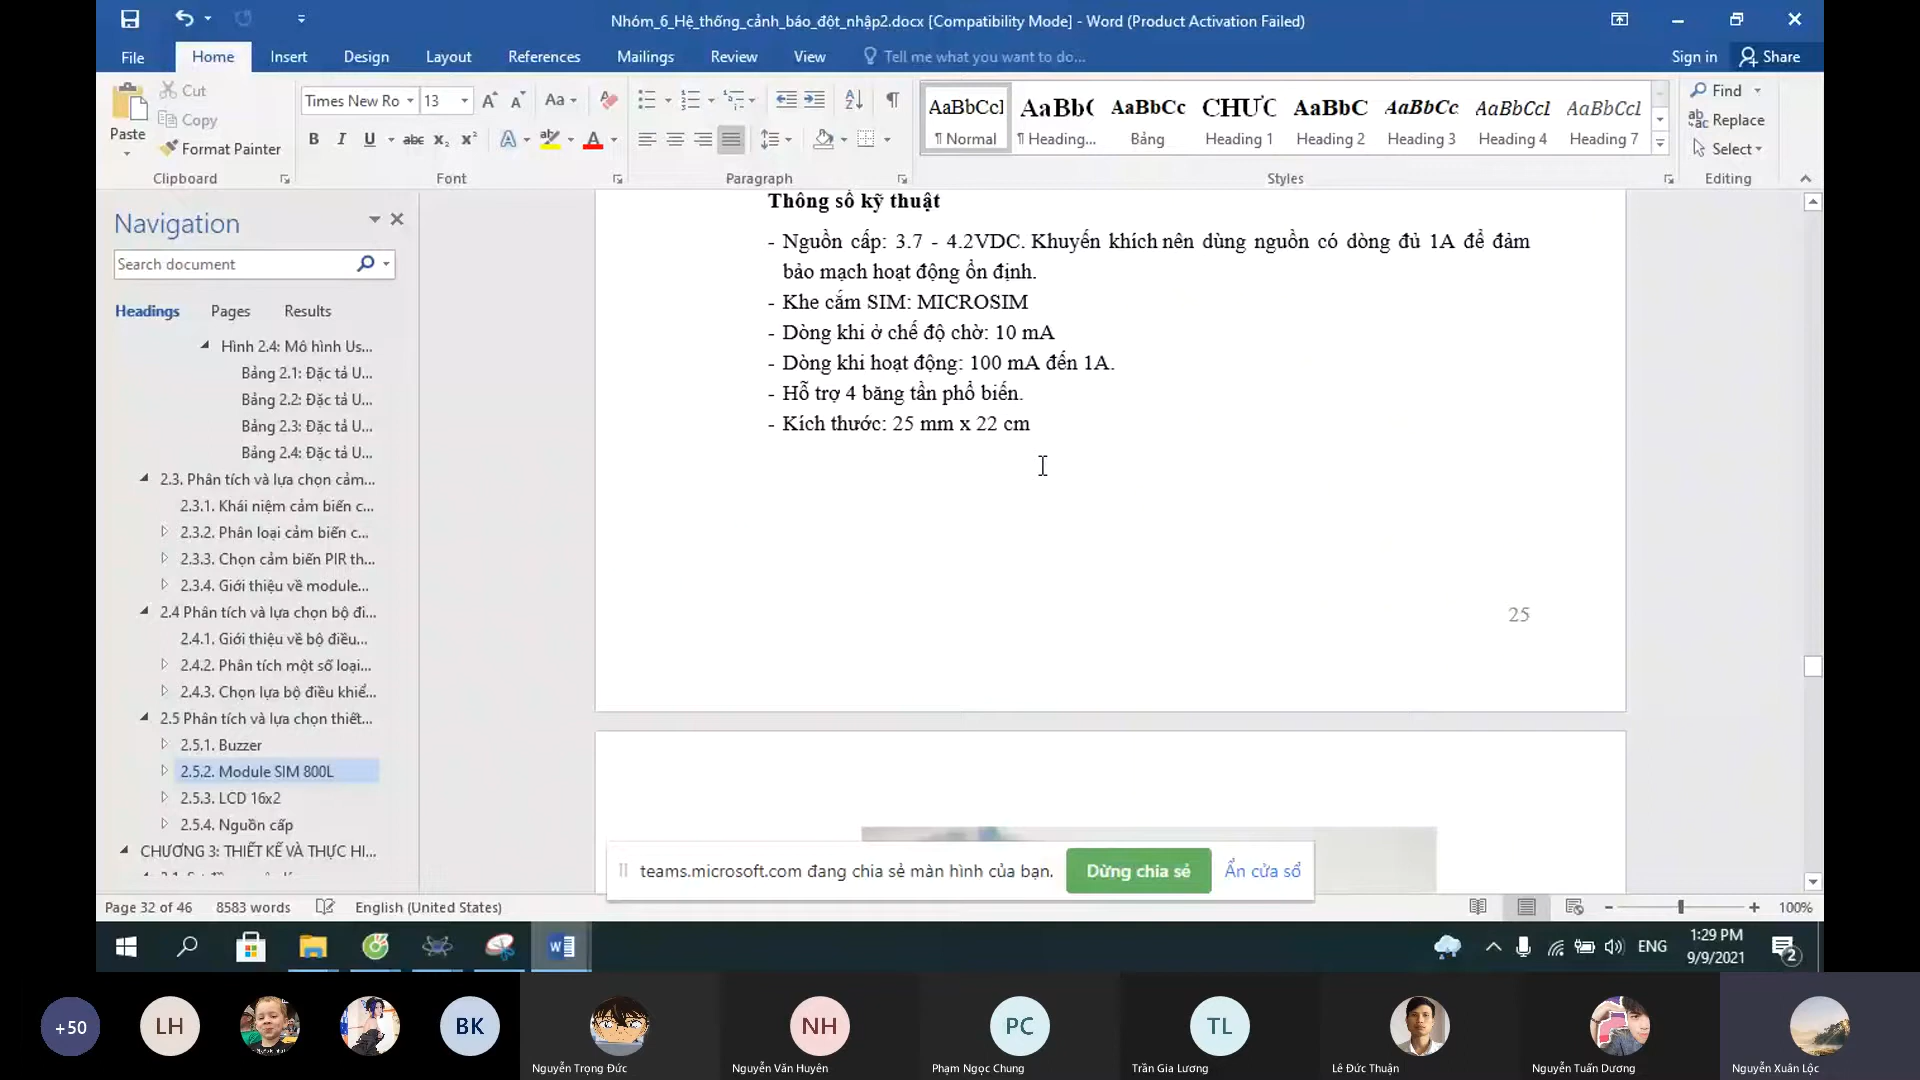 Nhóm_6_Hệ_thống_cảnh_báo_đột_nhập2.docx [Compatibility Mode] - Word (Product Activation Failed)
File Home Insert Design Layout References Mailings Review View Tell me what you want to do... Sign in Share
Paste
Cut
Copy
Format Painter
Clipboard
Times New Ro 13
Font
Paragraph
AaBbCcI AaBb( AaBbCc CHƯƠ AaBbC AaBbCc AaBbCcI AaBbCcI
¶ Normal ¶ Heading... Bảng Heading 1 Heading 2 Heading 3 Heading 4 Heading 7
Styles
Find
Replace
Select
Editing
Navigation
Search document
Headings Pages Results
Hình 2.4: Mô hình Us...
Bảng 2.1: Đặc tả U...
Bảng 2.2: Đặc tả U...
Bảng 2.3: Đặc tả U...
Bảng 2.4: Đặc tả U...
2.3. Phân tích và lựa chọn cảm...
2.3.1. Khái niệm cảm biến c...
2.3.2. Phân loại cảm biến c...
2.3.3. Chọn cảm biến PIR th...
2.3.4. Giới thiệu về module...
2.4 Phân tích và lựa chọn bộ đi...
2.4.1. Giới thiệu về bộ điều...
2.4.2. Phân tích một số loại...
2.4.3. Chọn lựa bộ điều khiể...
2.5 Phân tích và lựa chọn thiết...
2.5.1. Buzzer
2.5.2. Module SIM 800L
2.5.3. LCD 16x2
2.5.4. Nguồn cấp
CHƯƠNG 3: THIẾT KẾ VÀ THỰC HI...
Thông số kỹ thuật
- Nguồn cấp: 3.7 - 4.2VDC. Khuyến khích nên dùng nguồn có dòng đủ 1A để đảm
bảo mạch hoạt động ổn định.
- Khe cắm SIM: MICROSIM
- Dòng khi ở chế độ chờ: 10 mA
- Dòng khi hoạt động: 100 mA đến 1A.
- Hỗ trợ 4 băng tần phổ biến.
- Kích thước: 25 mm x 22 cm
25
teams.microsoft.com đang chia sẻ màn hình của bạn. Dừng chia sẻ Ẩn cửa sổ
Page 32 of 46 8583 words English (United States) 100%
ENG 1:29 PM
9/9/2021 2
+50 LH BK NH PC TL
Nguyễn Trọng Đức Nguyễn Văn Huyên Phạm Ngọc Chung Trần Gia Lương Lê Đức Thuận Nguyễn Tuấn Dương Nguyễn Xuân Lộc